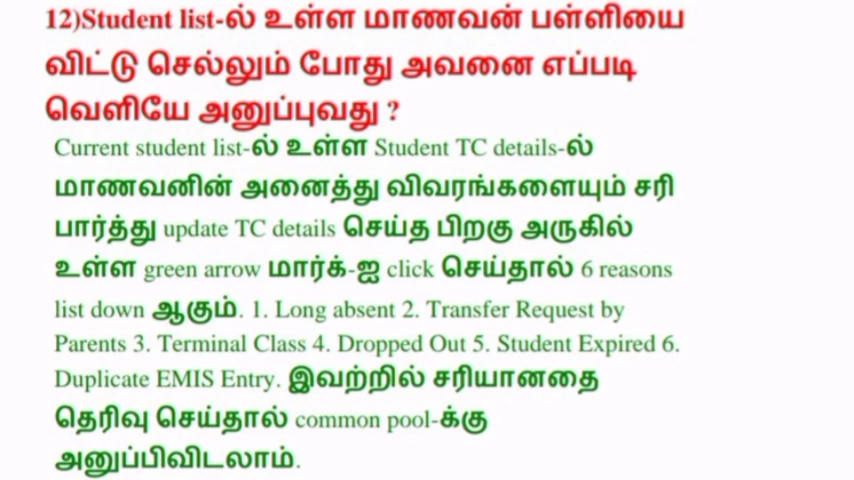 12)Student list-ல் உள்ள மாணவன் பள்ளியை
விட்டு செல்லும் போது அவனை எப்படி
வெளியே அனுப்புவது ?
Current student list-ல் உள்ள Student TC details-ல்
மாணவனின் அனைத்து விவரங்களையும் சரி
பார்த்து update TC details செய்த பிறகு அருகில்
உள்ள green arrow மார்க்-ஐ click செய்தால் 6 reasons
list down ஆகும். 1. Long absent 2. Transfer Request by
Parents 3. Terminal Class 4. Dropped Out 5. Student Expired 6.
Duplicate EMIS Entry. இவற்றில் சரியானதை
தெரிவு செய்தால் common pool-க்கு
அனுப்பிவிடலாம்.